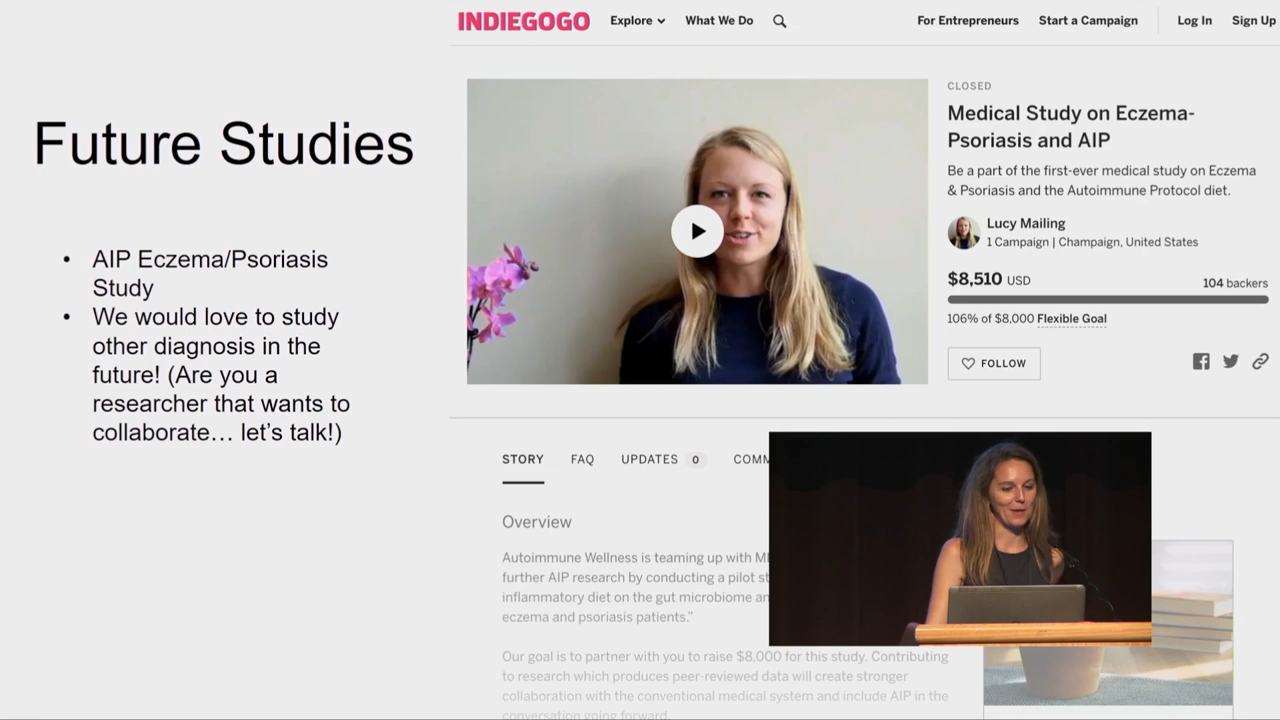 Future Studies
• AIP Eczema/Psoriasis
Study
• We would love to study
other diagnosis in the
future! (Are you a
researcher that wants to
collaborate… let’s talk!)
INDIEGOGO
Explore
What We Do
For Entrepreneurs
Start a Campaign
Log In
Sign Up
CLOSED
Medical Study on Eczema-
Psoriasis and AIP
Be a part of the first-ever medical study on Eczema
& Psoriasis and the Autoimmune Protocol diet.
Lucy Mailing
1 Campaign | Champaign, United States
$8,510 USD
104 backers
106% of $8,000 Flexible Goal
FOLLOW
STORY
FAQ
UPDATES 0
COMM
Overview
Autoimmune Wellness is teaming up with
further AIP research by conducting a pilot
inflammatory diet on the gut microbiome
eczema and psoriasis patients.”
Our goal is to partner with you to raise $8,000 for this study. Contributing
to research which produces peer-reviewed data will create stronger
collaboration with the conventional medical system and include AIP in the
conversation going forward.